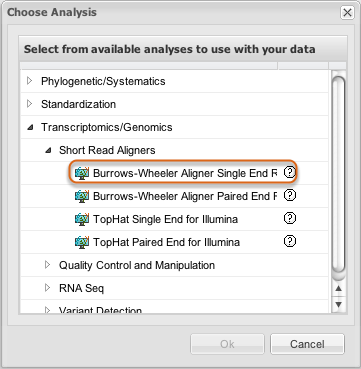 Choose Analysis
Select from available analyses to use with your data
Phylogenetic/Systematics
Standardization
Transcriptomics/Genomics
Short Read Aligners
Burrows-Wheeler Aligner Single End R
Burrows-Wheeler Aligner Paired End F
TopHat Single End for Illumina
TopHat Paired End for Illumina
Quality Control and Manipulation
RNA Seq
Variant Detection
Ok
Cancel